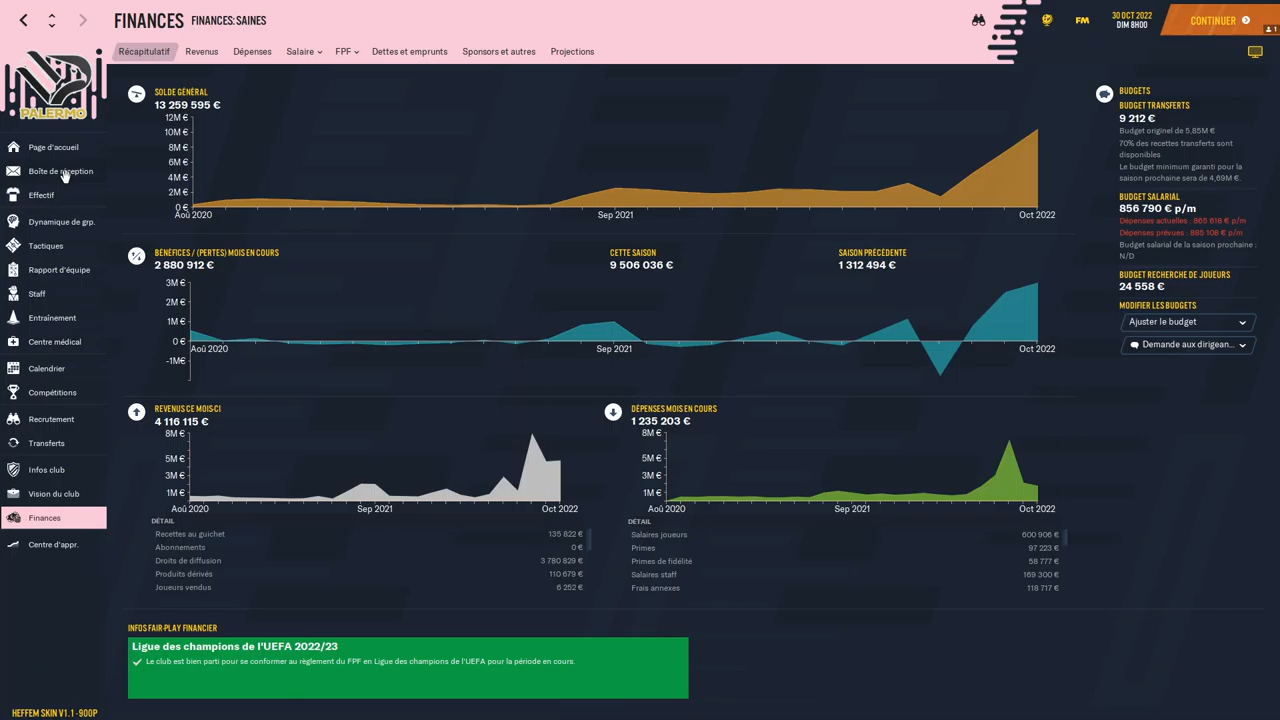 FINANCES
FINANCES: SAINES
30 OCT 2022
DIM 8H00
FM
CONTINUER
1
Récapitulatif
Revenus
Dépenses
Salaire
FPF
Dettes et emprunts
Sponsors et autres
Projections
PALERMO
Page d'accueil
Boîte de réception
Effectif
Dynamique de grp.
Tactiques
Rapport d'équipe
Staff
Entraînement
Centre médical
Calendrier
Compétitions
Recrutement
Transferts
Infos club
Vision du club
Finances
Centre d'appr.
HEFFEM SKIN V1.1 - 900P
SOLDE GÉNÉRAL
13 259 595 €
12M €
10M €
8M €
6M €
4M €
2M €
0 €
Aoû 2020
Sep 2021
Oct 2022
BÉNÉFICES / (PERTES) MOIS EN COURS
2 880 912 €
CETTE SAISON
9 506 036 €
SAISON PRÉCÉDENTE
1 312 494 €
3M €
2M €
1M €
0 €
-1M€
Aoû 2020
Sep 2021
Oct 2022
REVENUS CE MOIS-CI
4 116 115 €
8M €
5M €
3M €
1M €
Aoû 2020
Sep 2021
Oct 2022
DÉTAIL
Recettes au guichet 135 822 €
Abonnements 0 €
Droits de diffusion 3 780 829 €
Produits dérivés 110 679 €
Joueurs vendus 6 252 €
DÉPENSES MOIS EN COURS
1 235 203 €
8M €
5M €
3M €
1M €
Aoû 2020
Sep 2021
Oct 2022
DÉTAIL
Salaires joueurs 600 906 €
Primes 97 223 €
Primes de fidélité 58 777 €
Salaires staff 169 300 €
Frais annexes 118 717 €
INFOS FAIR-PLAY FINANCIER
Ligue des champions de l'UEFA 2022/23
Le club est bien parti pour se conformer au règlement du FPF en Ligue des champions de l'UEFA pour la période en cours.
BUDGETS
BUDGET TRANSFERTS
9 212 €
Budget originel de 5,85M €
70% des recettes transferts sont
disponibles
Le budget minimum garanti pour la
saison prochaine sera de 4,69M €.
BUDGET SALARIAL
856 790 € p/m
Dépenses actuelles : 865 618 € p/m
Dépenses prévues : 885 108 € p/m
Budget salarial de la saison prochaine :
N/D
BUDGET RECHERCHE DE JOUEURS
24 558 €
MODIFIER LES BUDGETS
Ajuster le budget
Demande aux dirigean...